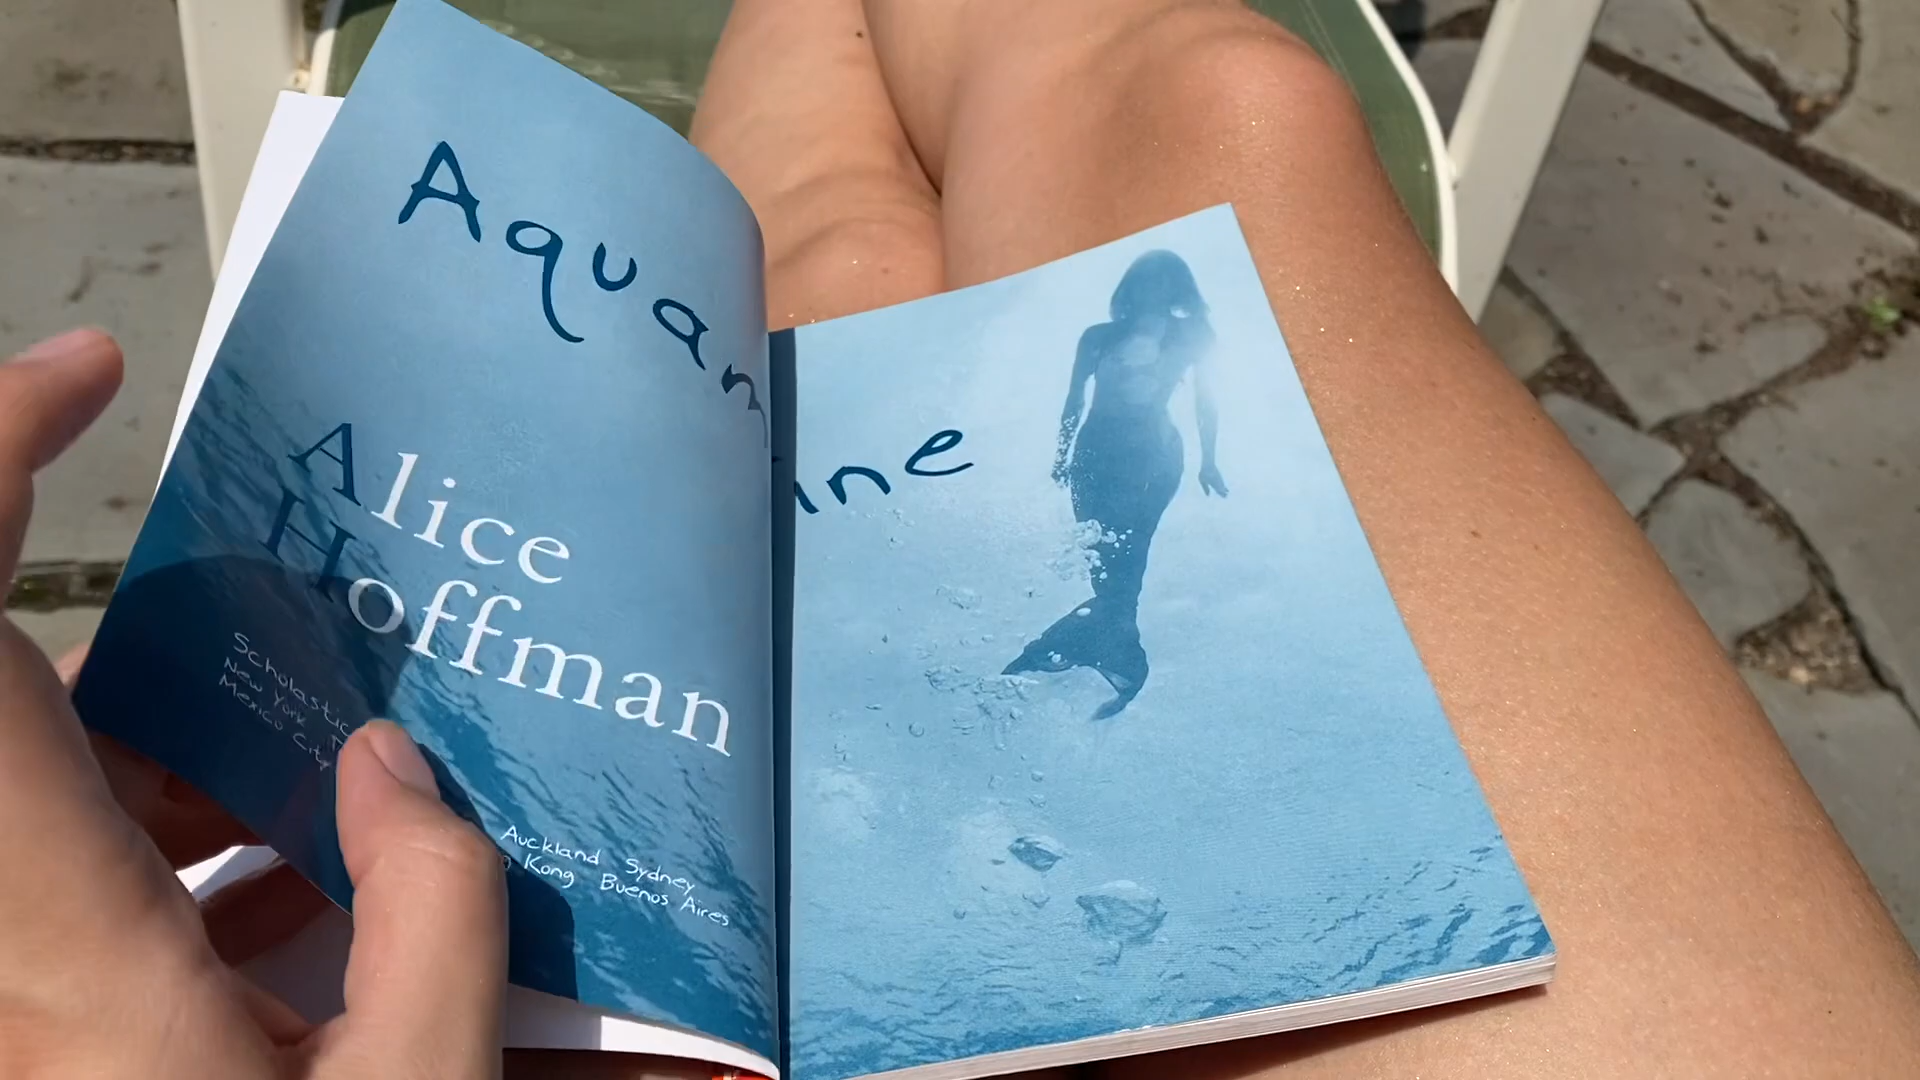 Aquam ine
Alice
Hoffman
Scholastic
New York
Mexico City
Auckland Sydney
Kong Buenos Aires